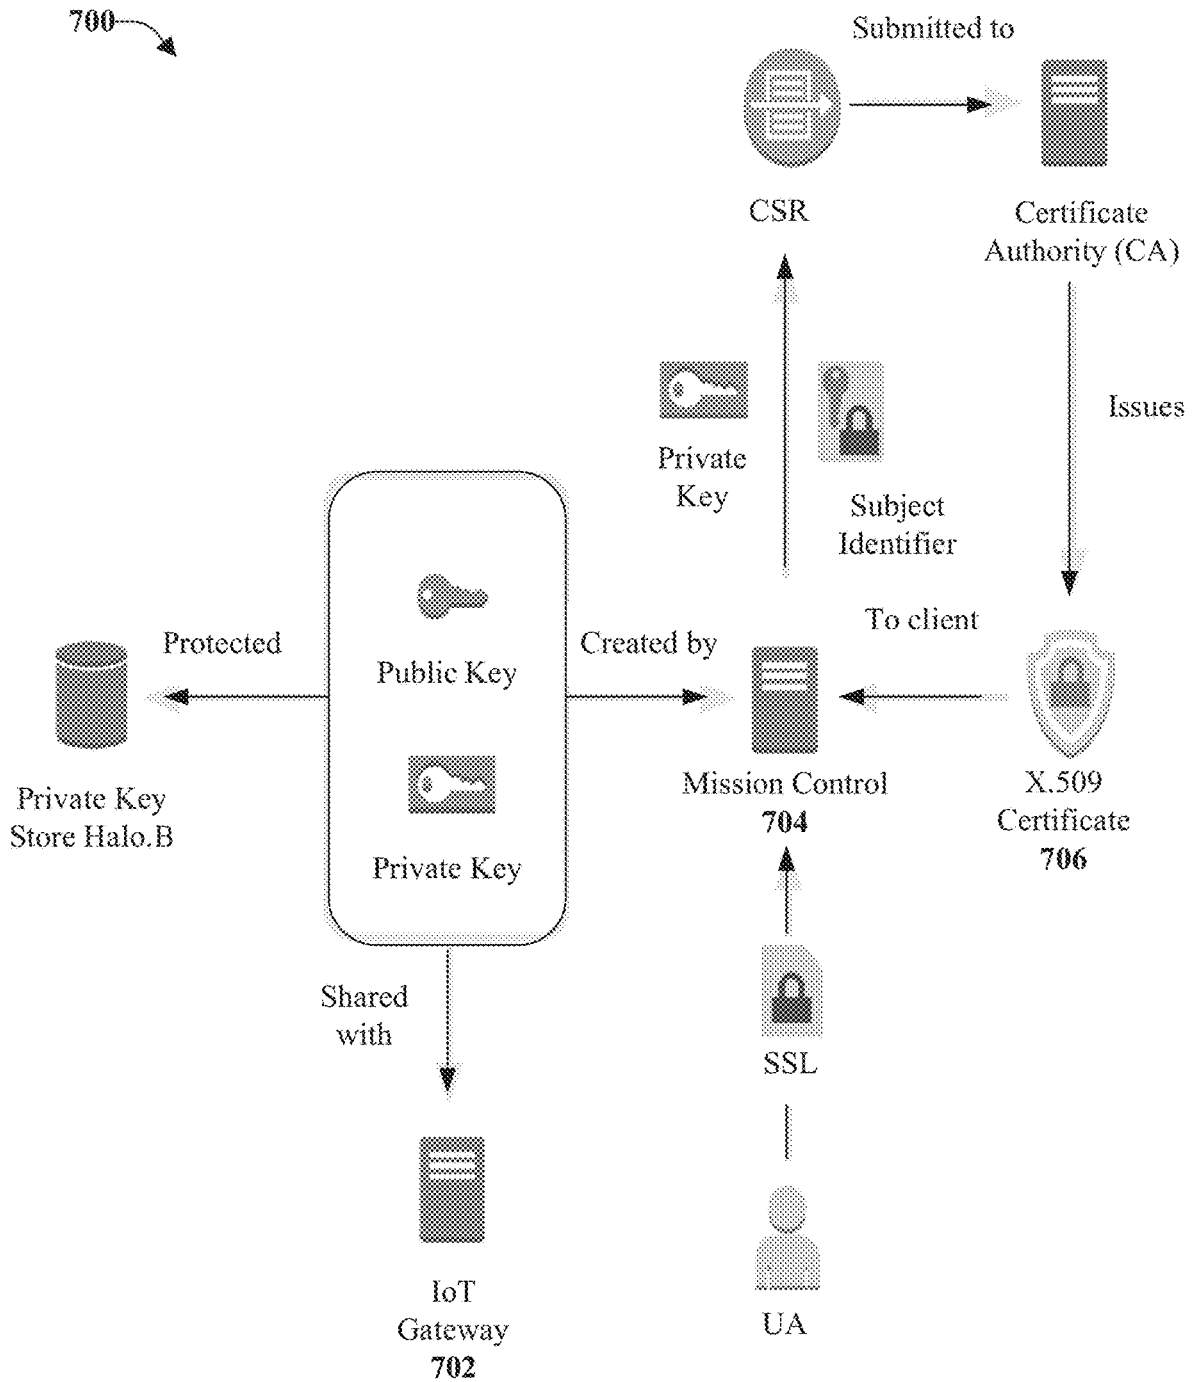 700
Submitted to
CSR
Certificate
Authority (CA)
Issues
Private
Key
Subject
Identifier
To client
Protected
Public Key
Created by
Private Key
Store Halo.B
Private Key
Mission Control
704
X.509
Certificate
706
Shared
with
SSL
IoT
Gateway
702
UA